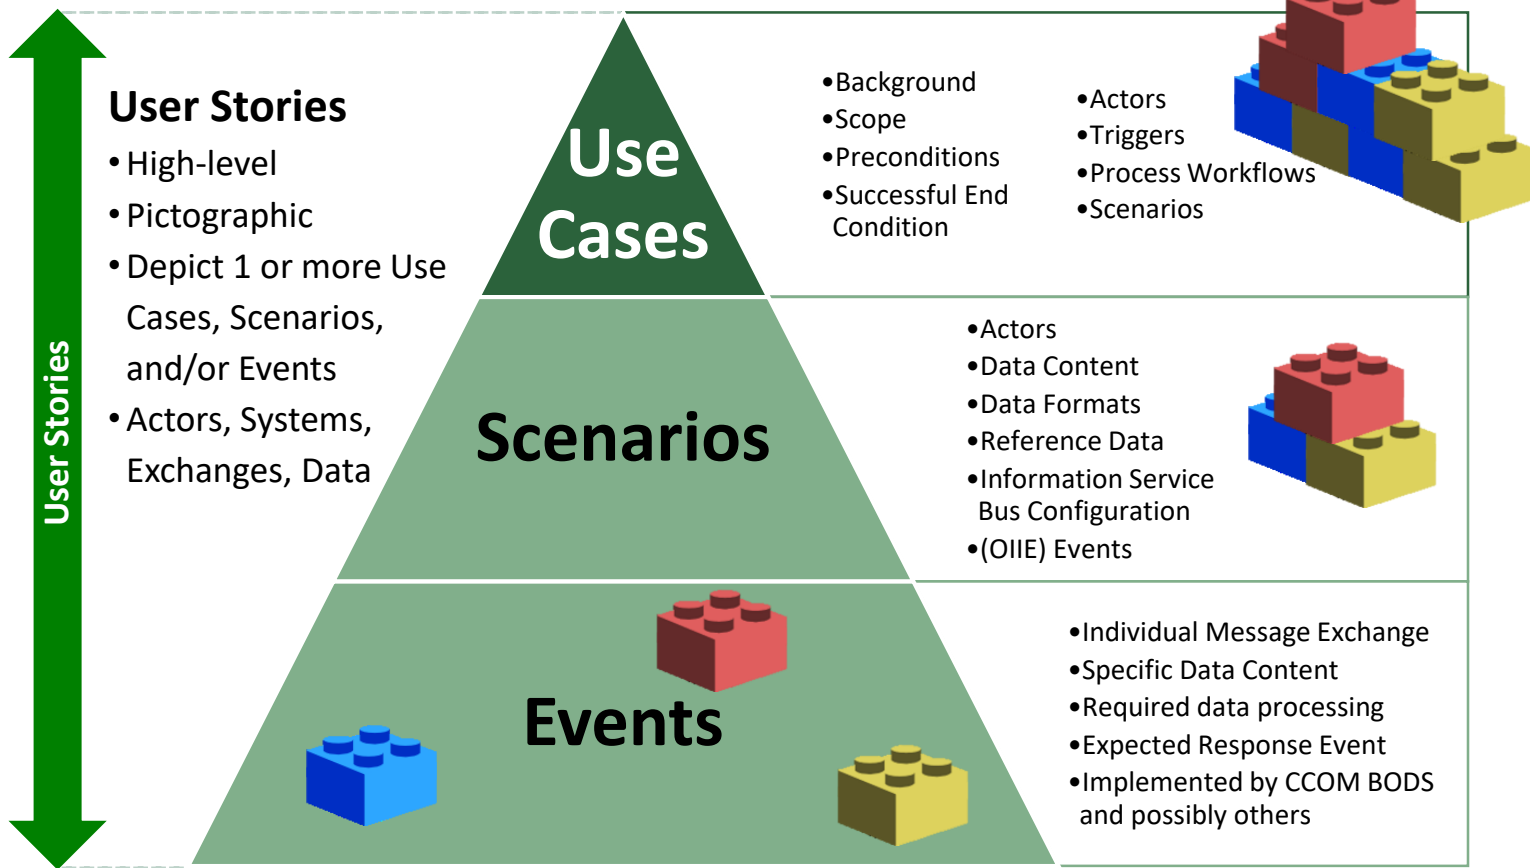 User Stories
User Stories
•High-level
•Pictographic
•Depict 1 or more Use
Cases, Scenarios,
and/or Events
•Actors, Systems,
Exchanges, Data
Use
Cases
•Background
•Scope
•Preconditions
•Successful End
Condition
•Actors
•Triggers
•Process Workflows
•Scenarios
Scenarios
•Actors
•Data Content
•Data Formats
•Reference Data
•Information Service
Bus Configuration
•(OIIE) Events
Events
•Individual Message Exchange
•Specific Data Content
•Required data processing
•Expected Response Event
•Implemented by CCOM BODS
and possibly others